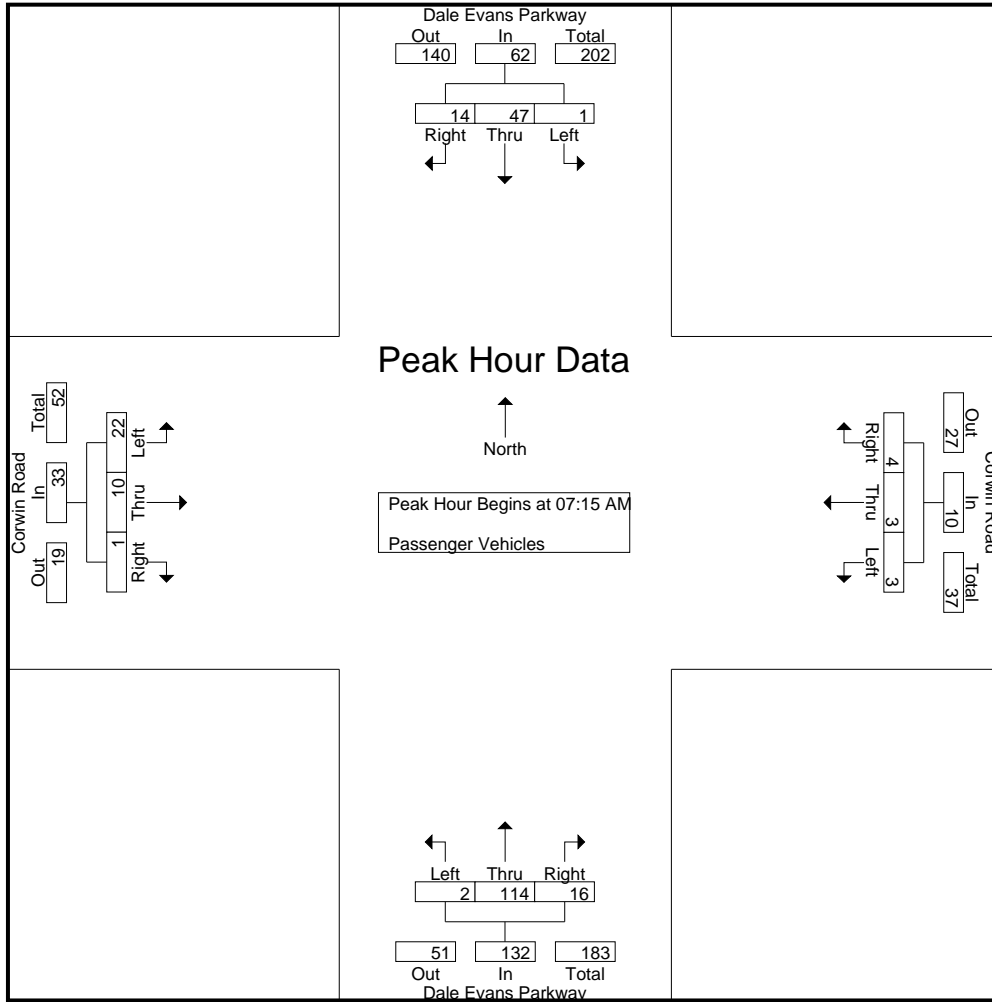 Dale Evans Parkway
Out In Total
140 62 202
14 47 1
Right Thru Left
Peak Hour Data
North
Peak Hour Begins at 07:15 AM
Passenger Vehicles
Corwin Road
Total In Out
52 33 19
22 10 1
Left Thru Right
Right Thru Left
4 3 3
Out In Total
27 10 37
Corwin Road
Left Thru Right
2 114 16
51 132 183
Out In Total
Dale Evans Parkway